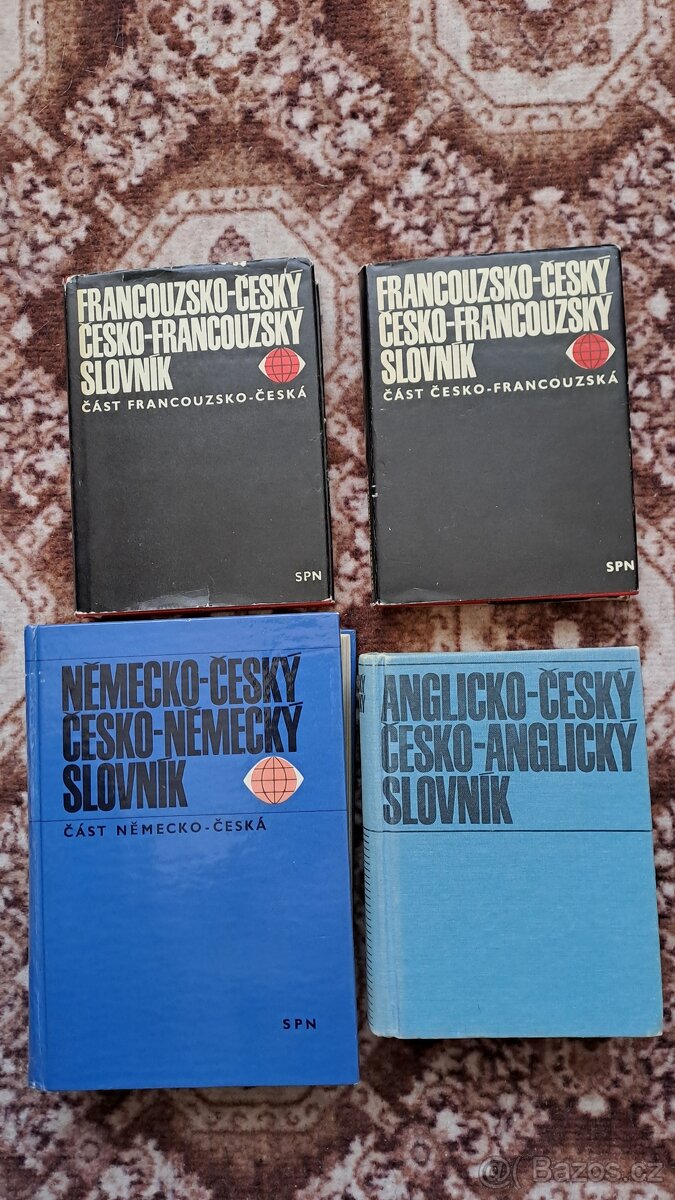 FRANCOUZSKO-ČESKÝ
ČESKO-FRANCOUZSKÝ
SLOVNÍK
ČÁST FRANCOUZSKO-ČESKÁ
SPN
FRANCOUZSKO-ČESKÝ
ČESKO-FRANCOUZSKÝ
SLOVNÍK
ČÁST ČESKO-FRANCOUZSKÁ
SPN
NĚMECKO-ČESKÝ
ČESKO-NĚMECKÝ
SLOVNÍK
ČÁST NĚMECKO-ČESKÁ
SPN
ANGLICKO-ČESKÝ
ČESKO-ANGLICKÝ
SLOVNÍK
Bazos.cz